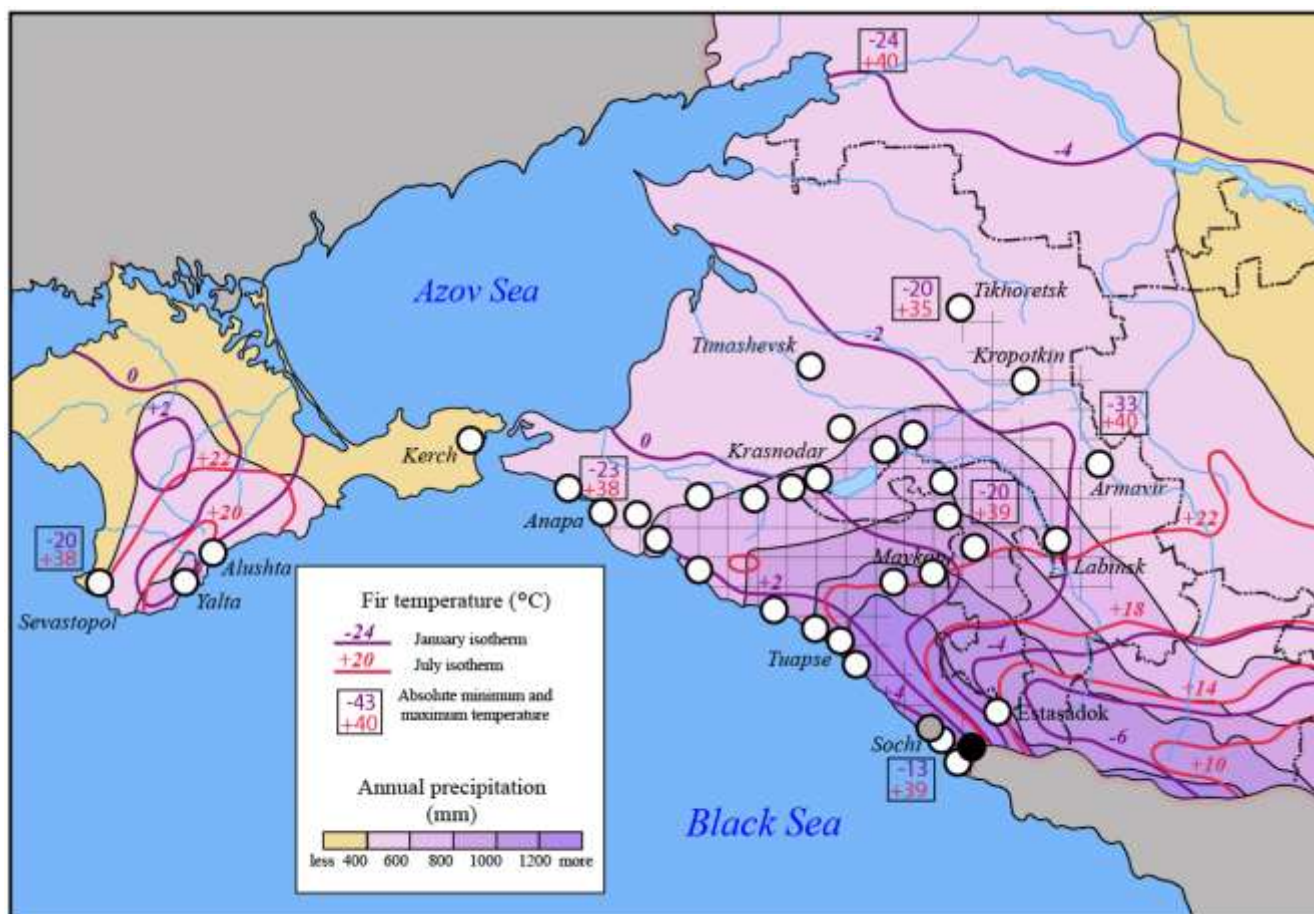 -24
+40
-4
Azov Sea
-20
+35
Tikhoretsk
-2
Timashevsk
Kropotkin
0
+2
-33
+40
Kerch
0
Krasnodar
+22
-23
+38
Armavir
-20
+39
+20
Anapa
+22
-20
+38
Alushta
Labinsk
Yalta
+2
Sevastopol
+18
Tuapse
-4
+4
+14
Estasadok
Sochi
-6
-13
+39
+10
Black Sea
Fir temperature (°C)
-24 January isotherm
+20 July isotherm
-43
+40
Absolute minimum and
maximum temperature
Annual precipitation
(mm)
less 400 600 800 1000 1200 more